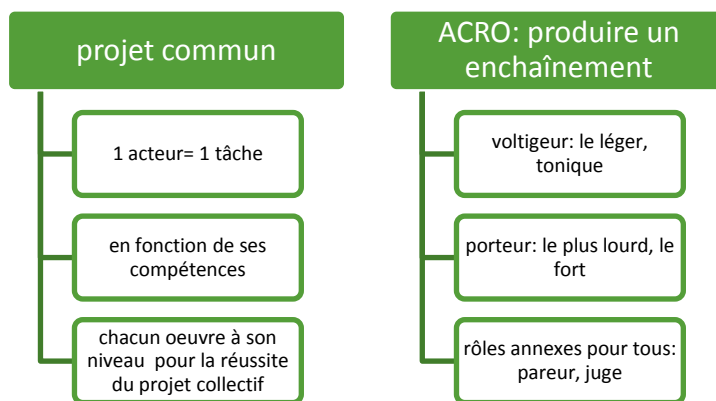 projet commun
1 acteur= 1 tâche
en fonction de ses
compétences
chacun oeuvre à son
niveau pour la réussite
du projet collectif
ACRO: produire un
enchaînement
voltigeur: le léger,
tonique
porteur: le plus lourd, le
fort
rôles annexes pour tous:
pareur, juge